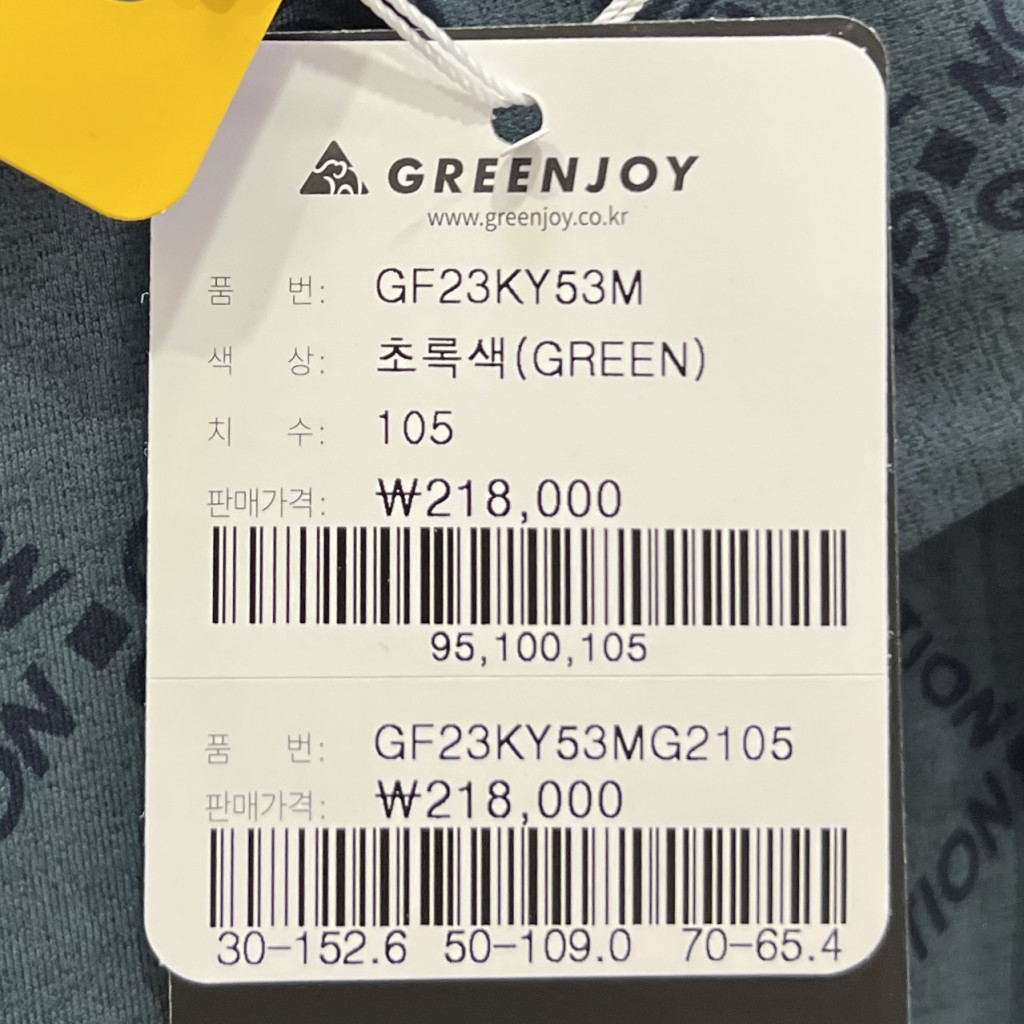 GREENJOY
www.greenjoy.co.kr
품 번: GF23KY53M
색 상: 초록색(GREEN)
치 수: 105
판매가격: ₩218,000
95,100,105
품 번: GF23KY53MG2105
판매가격: ₩218,000
30-152.6 50-109.0 70-65.4